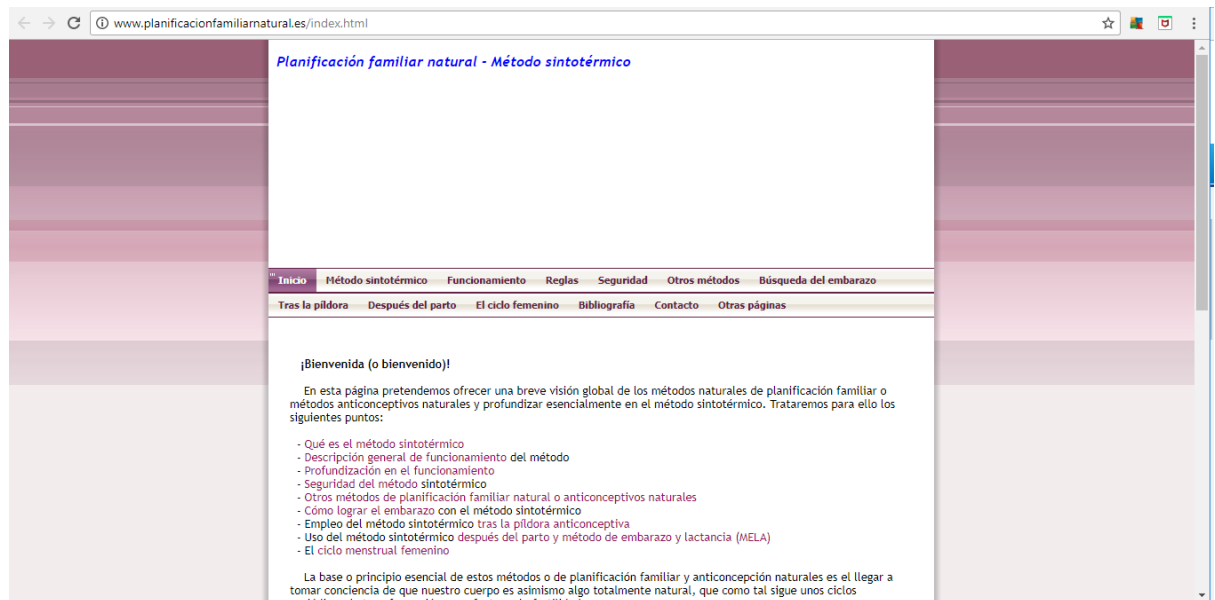 www.planificacionfamiliarnatural.es/index.html
Planificación familiar natural - Método sintotérmico
Inicio Método sintotérmico Funcionamiento Reglas Seguridad Otros métodos Búsqueda del embarazo
Tras la píldora Después del parto El ciclo femenino Bibliografía Contacto Otras páginas
¡Bienvenida (o bienvenido)!
En esta página pretendemos ofrecer una breve visión global de los métodos naturales de planificación familiar o
métodos anticonceptivos naturales y profundizar esencialmente en el método sintotérmico. Trataremos para ello los
siguientes puntos:
- Qué es el método sintotérmico
- Descripción general de funcionamiento del método
- Profundización en el funcionamiento
- Seguridad del método sintotérmico
- Otros métodos de planificación familiar natural o anticonceptivos naturales
- Cómo lograr el embarazo con el método sintotérmico
- Empleo del método sintotérmico tras la píldora anticonceptiva
- Uso del método sintotérmico después del parto y método de embarazo y lactancia (MELA)
- El ciclo menstrual femenino
La base o principio esencial de estos métodos o de planificación familiar y anticoncepción naturales es el llegar a
tomar conciencia de que nuestro cuerpo es asimismo algo totalmente natural, que como tal sigue unos ciclos